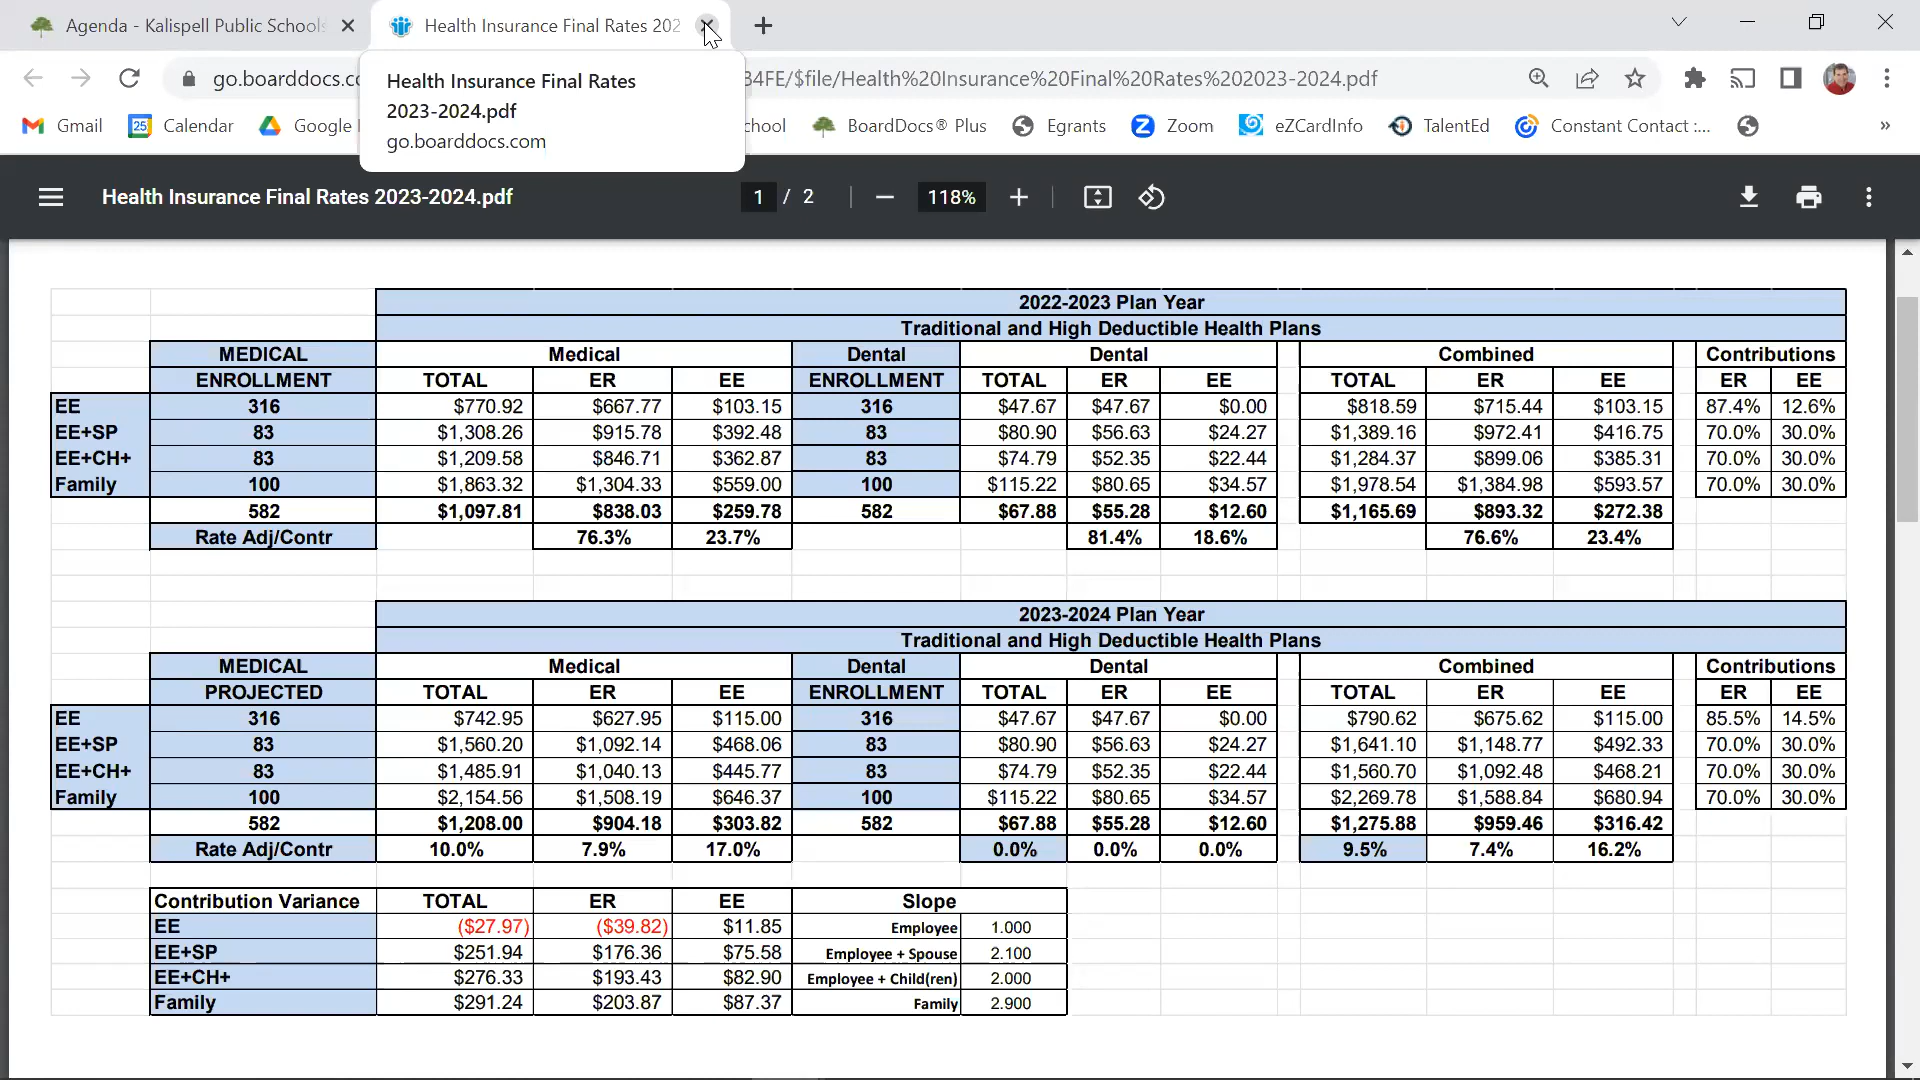 Agenda - Kalispell Public Schools
Health Insurance Final Rates 202
go.boarddocs.co
34FE/$file/Health%20Insurance%20Final%20Rates%202023-2024.pdf
Health Insurance Final Rates
2023-2024.pdf
go.boarddocs.com
Gmail Calendar Google chool BoardDocs® Plus Egrants Zoom eZCardInfo TalentEd Constant Contact :... »
Health Insurance Final Rates 2023-2024.pdf 1 / 2 118%
2022-2023 Plan Year
Traditional and High Deductible Health Plans
MEDICAL Medical Dental Dental Combined Contributions
ENROLLMENT TOTAL ER EE ENROLLMENT TOTAL ER EE TOTAL ER EE ER EE
EE 316 $770.92 $667.77 $103.15 316 $47.67 $47.67 $0.00 $818.59 $715.44 $103.15 87.4% 12.6%
EE+SP 83 $1,308.26 $915.78 $392.48 83 $80.90 $56.63 $24.27 $1,389.16 $972.41 $416.75 70.0% 30.0%
EE+CH+ 83 $1,209.58 $846.71 $362.87 83 $74.79 $52.35 $22.44 $1,284.37 $899.06 $385.31 70.0% 30.0%
Family 100 $1,863.32 $1,304.33 $559.00 100 $115.22 $80.65 $34.57 $1,978.54 $1,384.98 $593.57 70.0% 30.0%
582 $1,097.81 $838.03 $259.78 582 $67.88 $55.28 $12.60 $1,165.69 $893.32 $272.38
Rate Adj/Contr 76.3% 23.7% 81.4% 18.6% 76.6% 23.4%
2023-2024 Plan Year
Traditional and High Deductible Health Plans
MEDICAL Medical Dental Dental Combined Contributions
PROJECTED TOTAL ER EE ENROLLMENT TOTAL ER EE TOTAL ER EE ER EE
EE 316 $742.95 $627.95 $115.00 316 $47.67 $47.67 $0.00 $790.62 $675.62 $115.00 85.5% 14.5%
EE+SP 83 $1,560.20 $1,092.14 $468.06 83 $80.90 $56.63 $24.27 $1,641.10 $1,148.77 $492.33 70.0% 30.0%
EE+CH+ 83 $1,485.91 $1,040.13 $445.77 83 $74.79 $52.35 $22.44 $1,560.70 $1,092.48 $468.21 70.0% 30.0%
Family 100 $2,154.56 $1,508.19 $646.37 100 $115.22 $80.65 $34.57 $2,269.78 $1,588.84 $680.94 70.0% 30.0%
582 $1,208.00 $904.18 $303.82 582 $67.88 $55.28 $12.60 $1,275.88 $959.46 $316.42
Rate Adj/Contr 10.0% 7.9% 17.0% 0.0% 0.0% 0.0% 9.5% 7.4% 16.2%
Contribution Variance TOTAL ER EE Slope
EE ($27.97) ($39.82) $11.85 Employee 1.000
EE+SP $251.94 $176.36 $75.58 Employee + Spouse 2.100
EE+CH+ $276.33 $193.43 $82.90 Employee + Child(ren) 2.000
Family $291.24 $203.87 $87.37 Family 2.900